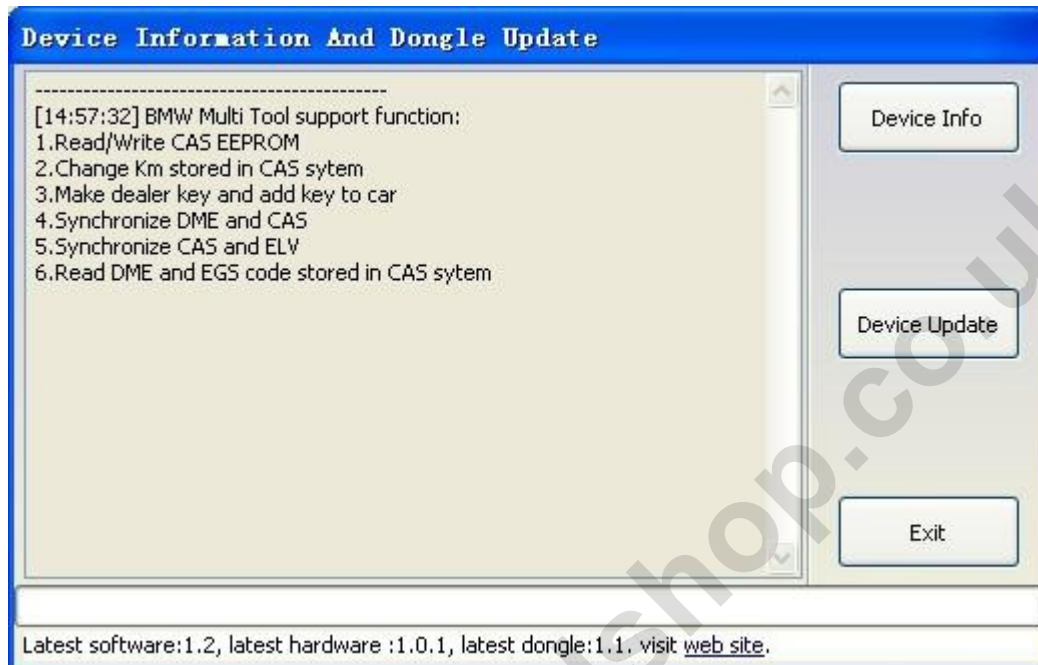 Device Information And Dongle Update
--------------------------------------------
[14:57:32] BMW Multi Tool support function:
1.Read/Write CAS EEPROM
2.Change Km stored in CAS sytem
3.Make dealer key and add key to car
4.Synchronize DME and CAS
5.Synchronize CAS and ELV
6.Read DME and EGS code stored in CAS sytem
Device Info
Device Update
Exit
Latest software:1.2, latest hardware :1.0.1, latest dongle:1.1. visit web site.
shop.co.u